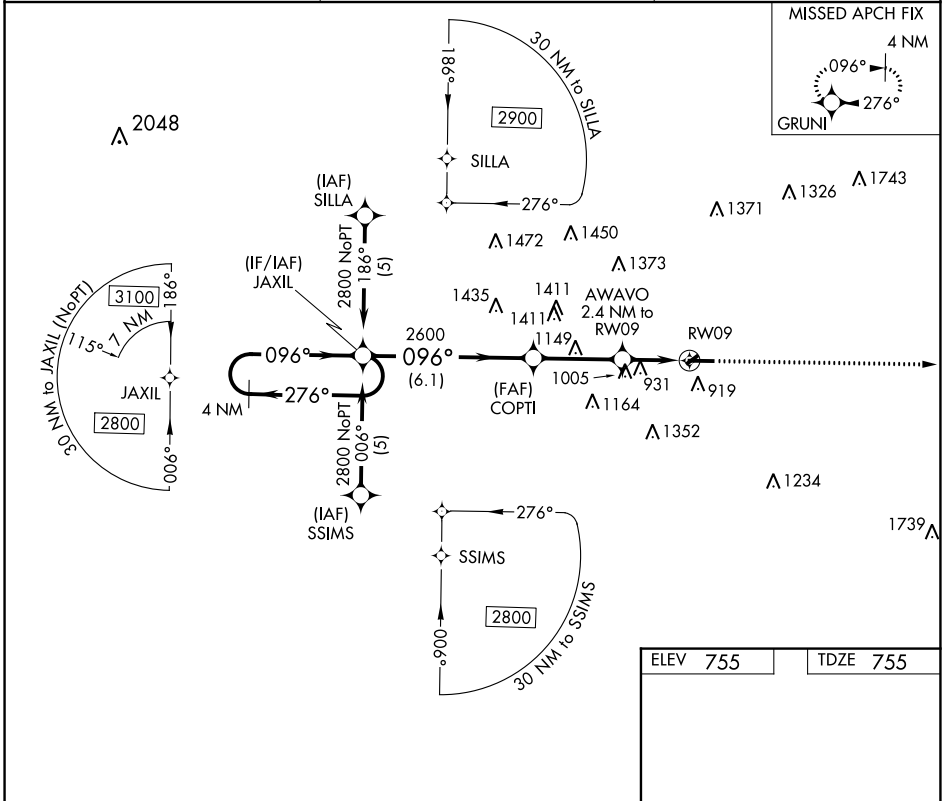 MISSED APCH FIX
4 NM
096°
276°
GRUNI
2048
186°
30 NM to SILLA
2900
SILLA
276°
(IAF)
SILLA
2800 NoPT
186°
(5)
1743
1326
1371
1472
1450
1373
(IF/IAF)
JAXIL
1435
1411
1411
1149
AWAVO
2.4 NM to
RW09
RW09
30 NM to JAXIL (NoPT)
3100
186°
115°
7 NM
JAXIL
2800
006°
096°
276°
4 NM
2600
096°
(6.1)
(FAF)
COPTI
1005
931
919
1164
1352
2800 NoPT
006°
(5)
(IAF)
SSIMS
1234
1739
276°
SSIMS
2800
006°
30 NM to SSIMS
ELEV 755
TDZE 755